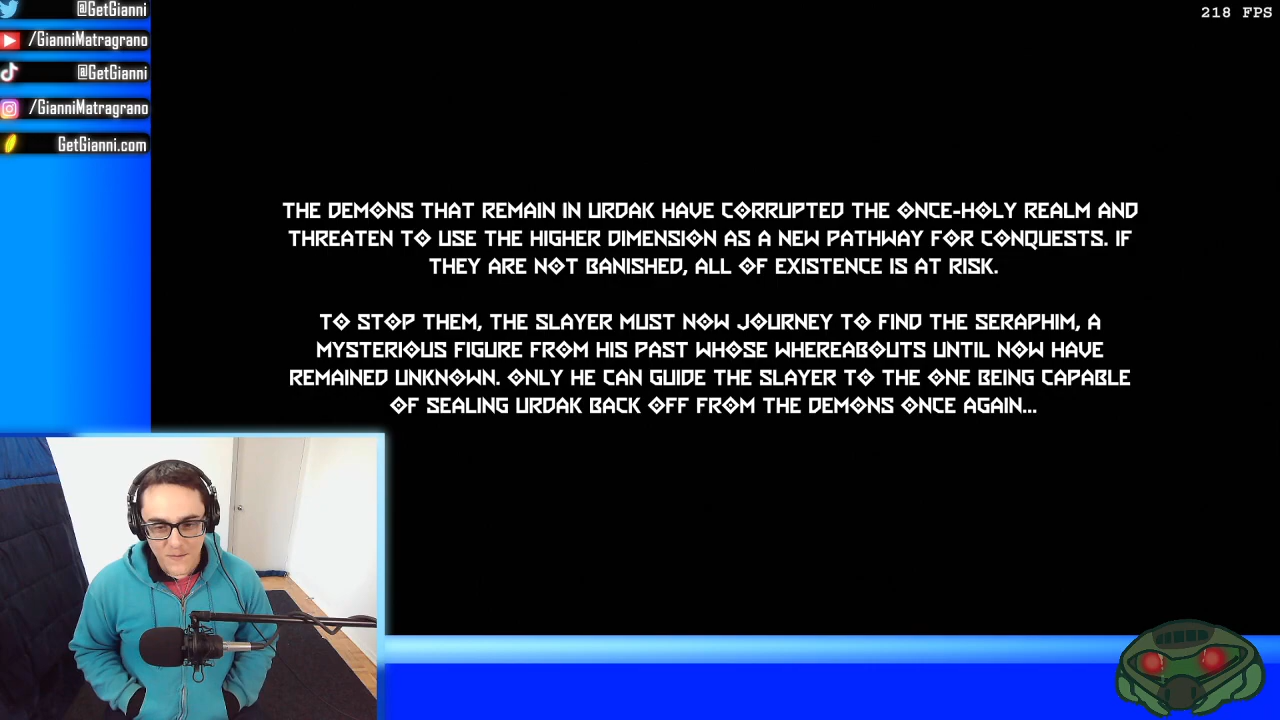 @GetGianni
/GianniMatragrano
@GetGianni
/GianniMatragrano
GetGianni.com
218 FPS
THE DEMONS THAT REMAIN IN URDAK HAVE CORRUPTED THE ONCE-HOLY REALM AND
THREATEN TO USE THE HIGHER DIMENSION AS A NEW PATHWAY FOR CONQUESTS. IF
THEY ARE NOT BANISHED, ALL OF EXISTENCE IS AT RISK.
TO STOP THEM, THE SLAYER MUST NOW JOURNEY TO FIND THE SERAPHIM, A
MYSTERIOUS FIGURE FROM HIS PAST WHOSE WHEREABOUTS UNTIL NOW HAVE
REMAINED UNKNOWN. ONLY HE CAN GUIDE THE SLAYER TO THE ONE BEING CAPABLE
OF SEALING URDAK BACK OFF FROM THE DEMONS ONCE AGAIN...